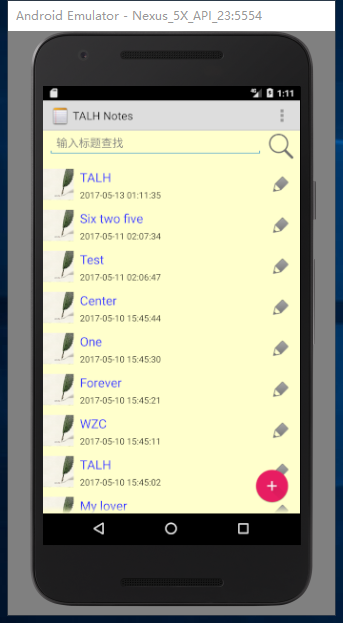 Android Emulator - Nexus_5X_API_23:5554
4G 1:11
TALH Notes
输入标题查找
TALH
2017-05-13 01:11:35
Six two five
2017-05-11 02:07:34
Test
2017-05-11 02:06:47
Center
2017-05-10 15:45:44
One
2017-05-10 15:45:30
Forever
2017-05-10 15:45:21
WZC
2017-05-10 15:45:11
TALH
2017-05-10 15:45:02
My lover